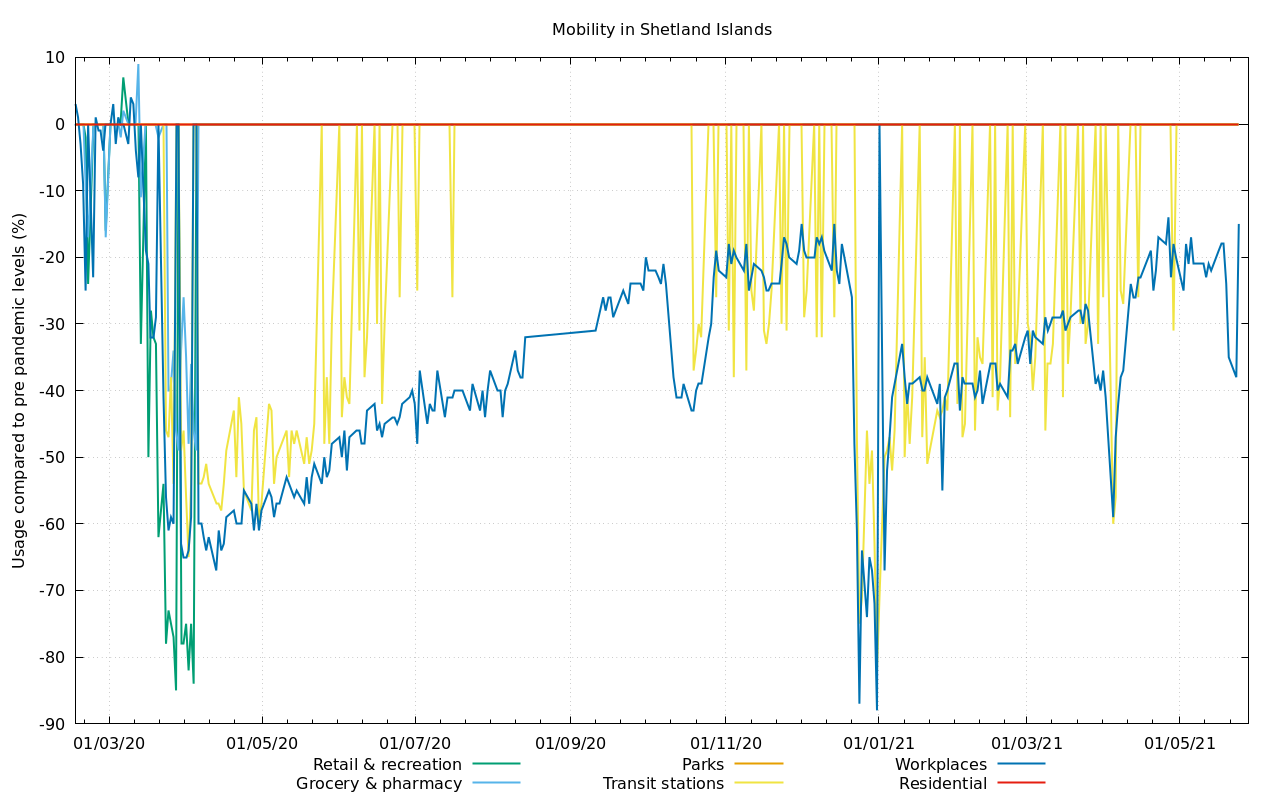 Mobility in Shetland Islands
Usage compared to pre pandemic levels (%)
10
0
-10
-20
-30
-40
-50
-60
-70
-80
-90
01/03/20 01/05/20 01/07/20 01/09/20 01/11/20 01/01/21 01/03/21 01/05/21
Retail & recreation Parks Workplaces
Grocery & pharmacy Transit stations Residential